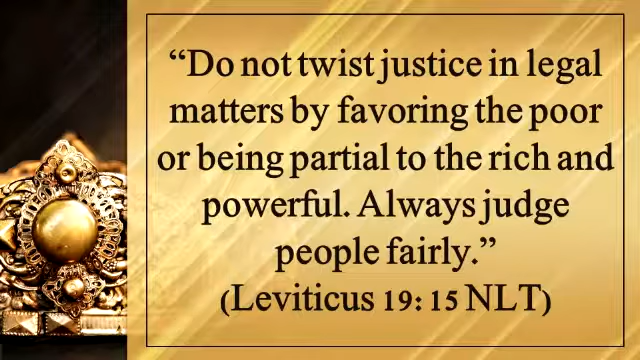 “Do not twist justice in legal
matters by favoring the poor
or being partial to the rich and
powerful. Always judge
people fairly.”
(Leviticus 19: 15 NLT)